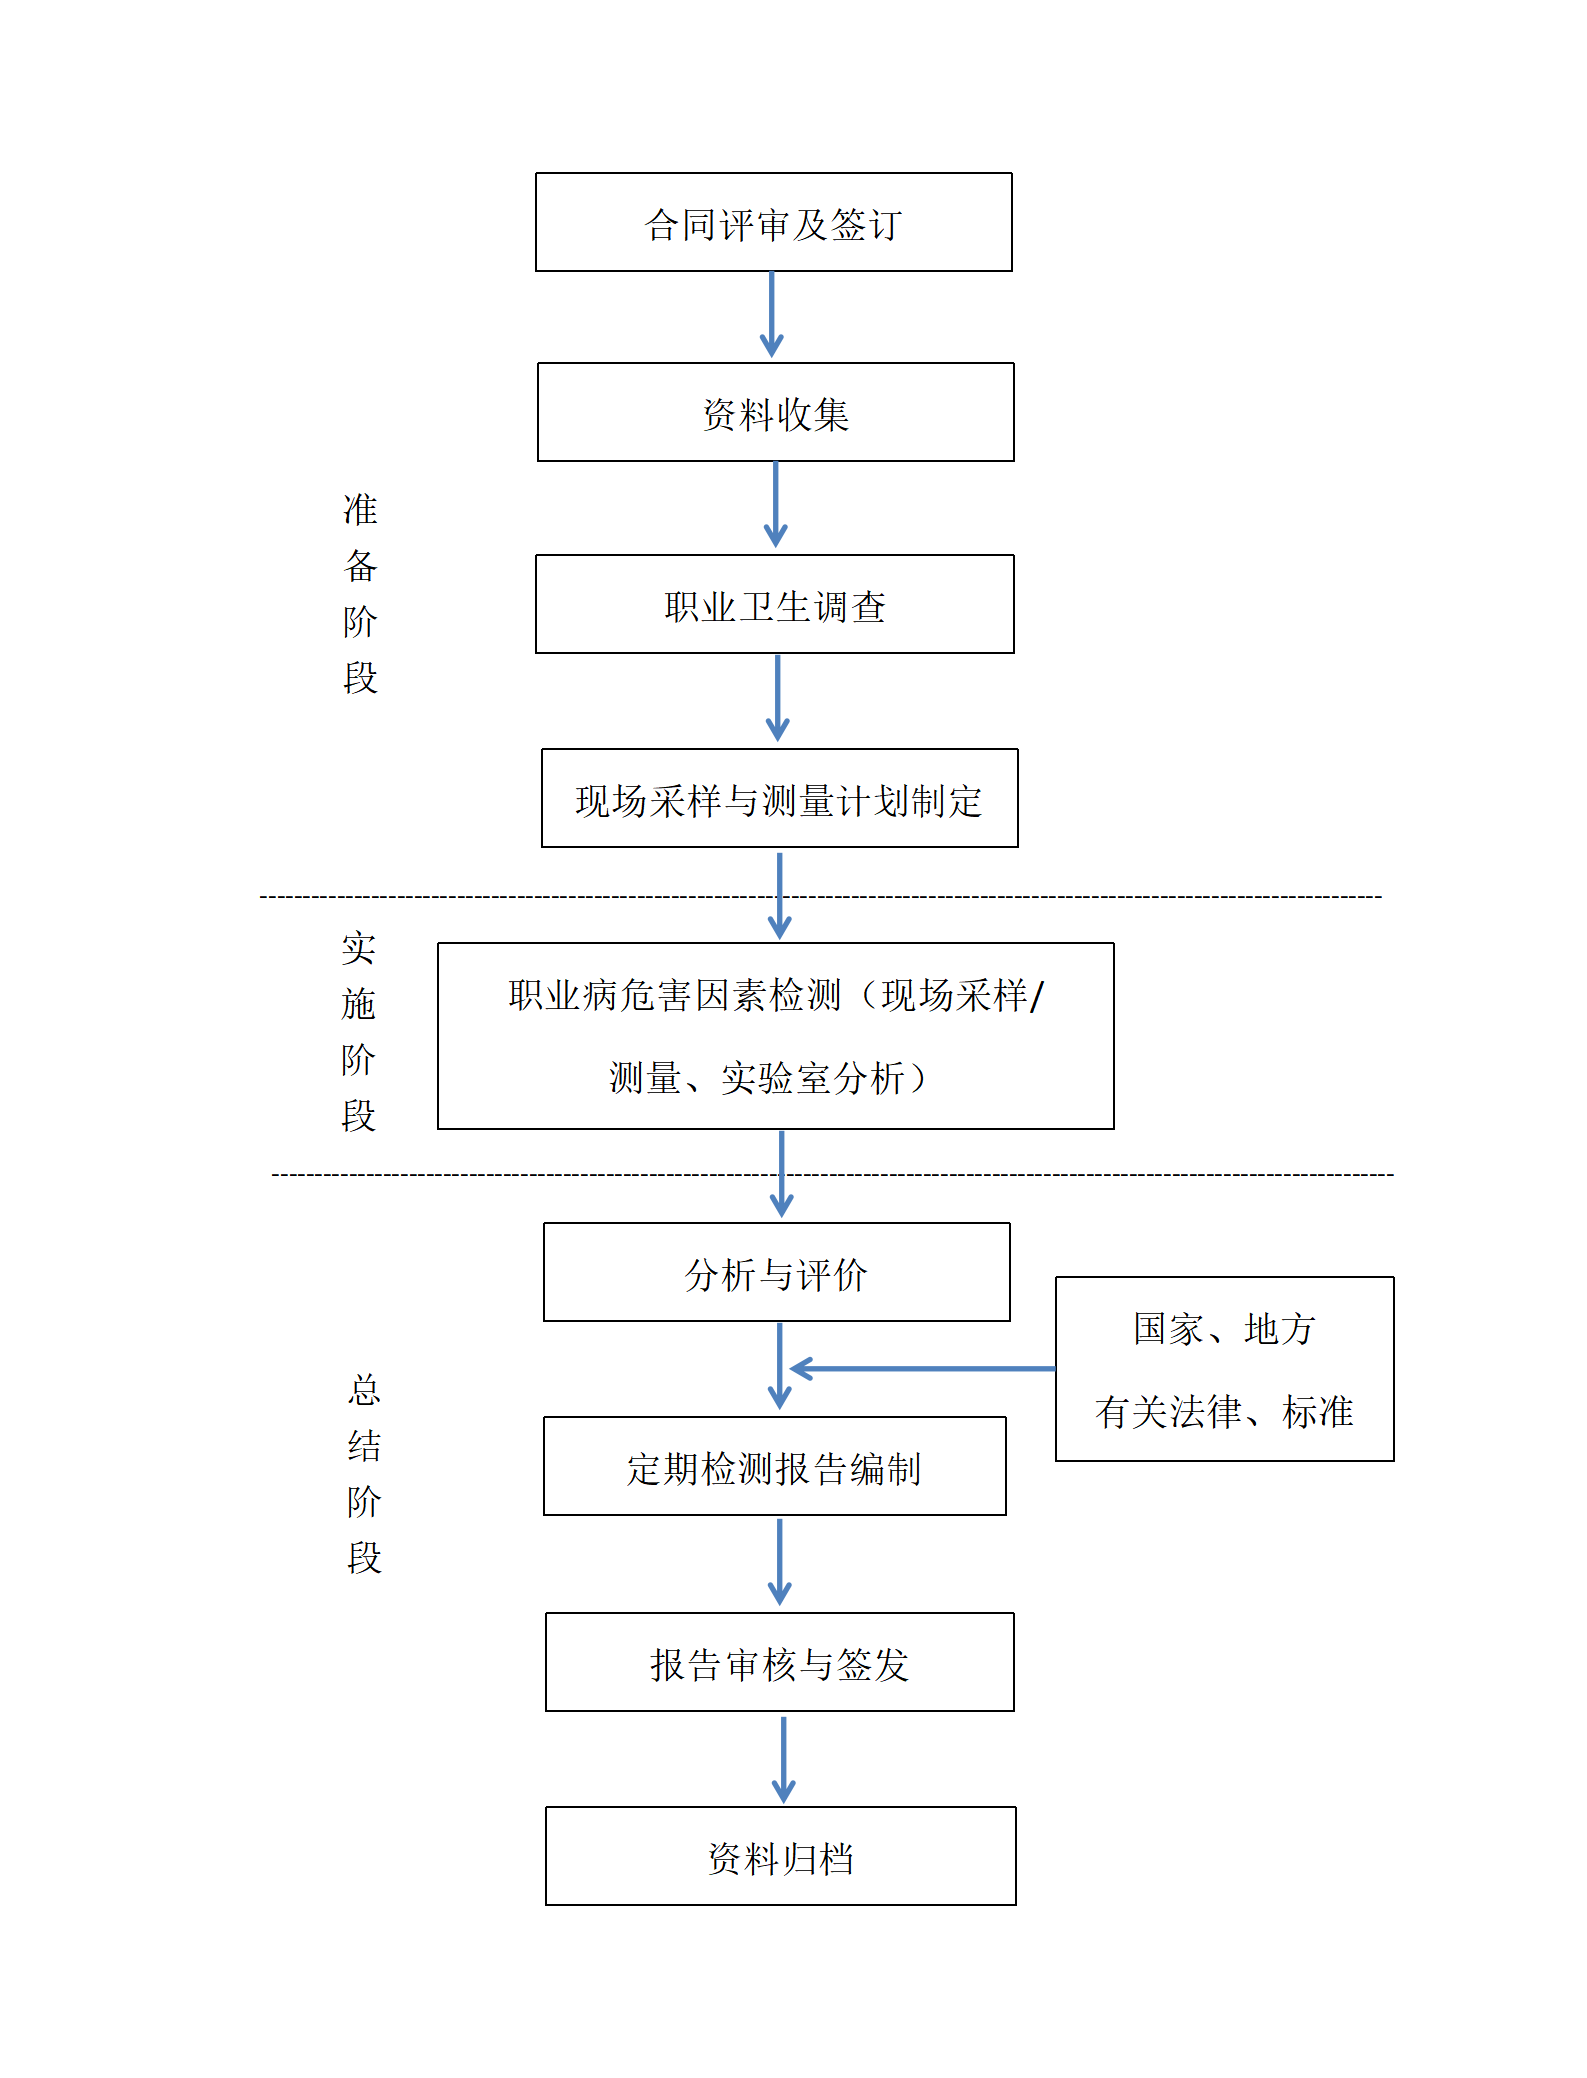 合同评审及签订
资料收集
准备阶段
职业卫生调查
现场采样与测量计划制定
实施阶段
职业病危害因素检测（现场采样/
测量、实验室分析）
分析与评价
国家、地方
有关法律、标准
总结阶段
定期检测报告编制
报告审核与签发
资料归档